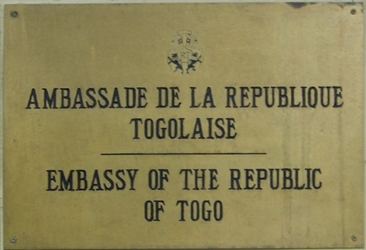 AMBASSADE DE LA REPUBLIQUE
TOGOLAISE
EMBASSY OF THE REPUBLIC
OF TOGO